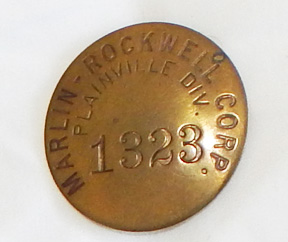 MARLIN-ROCKWELL CORP.
PLAINVILLE DIV.
1323